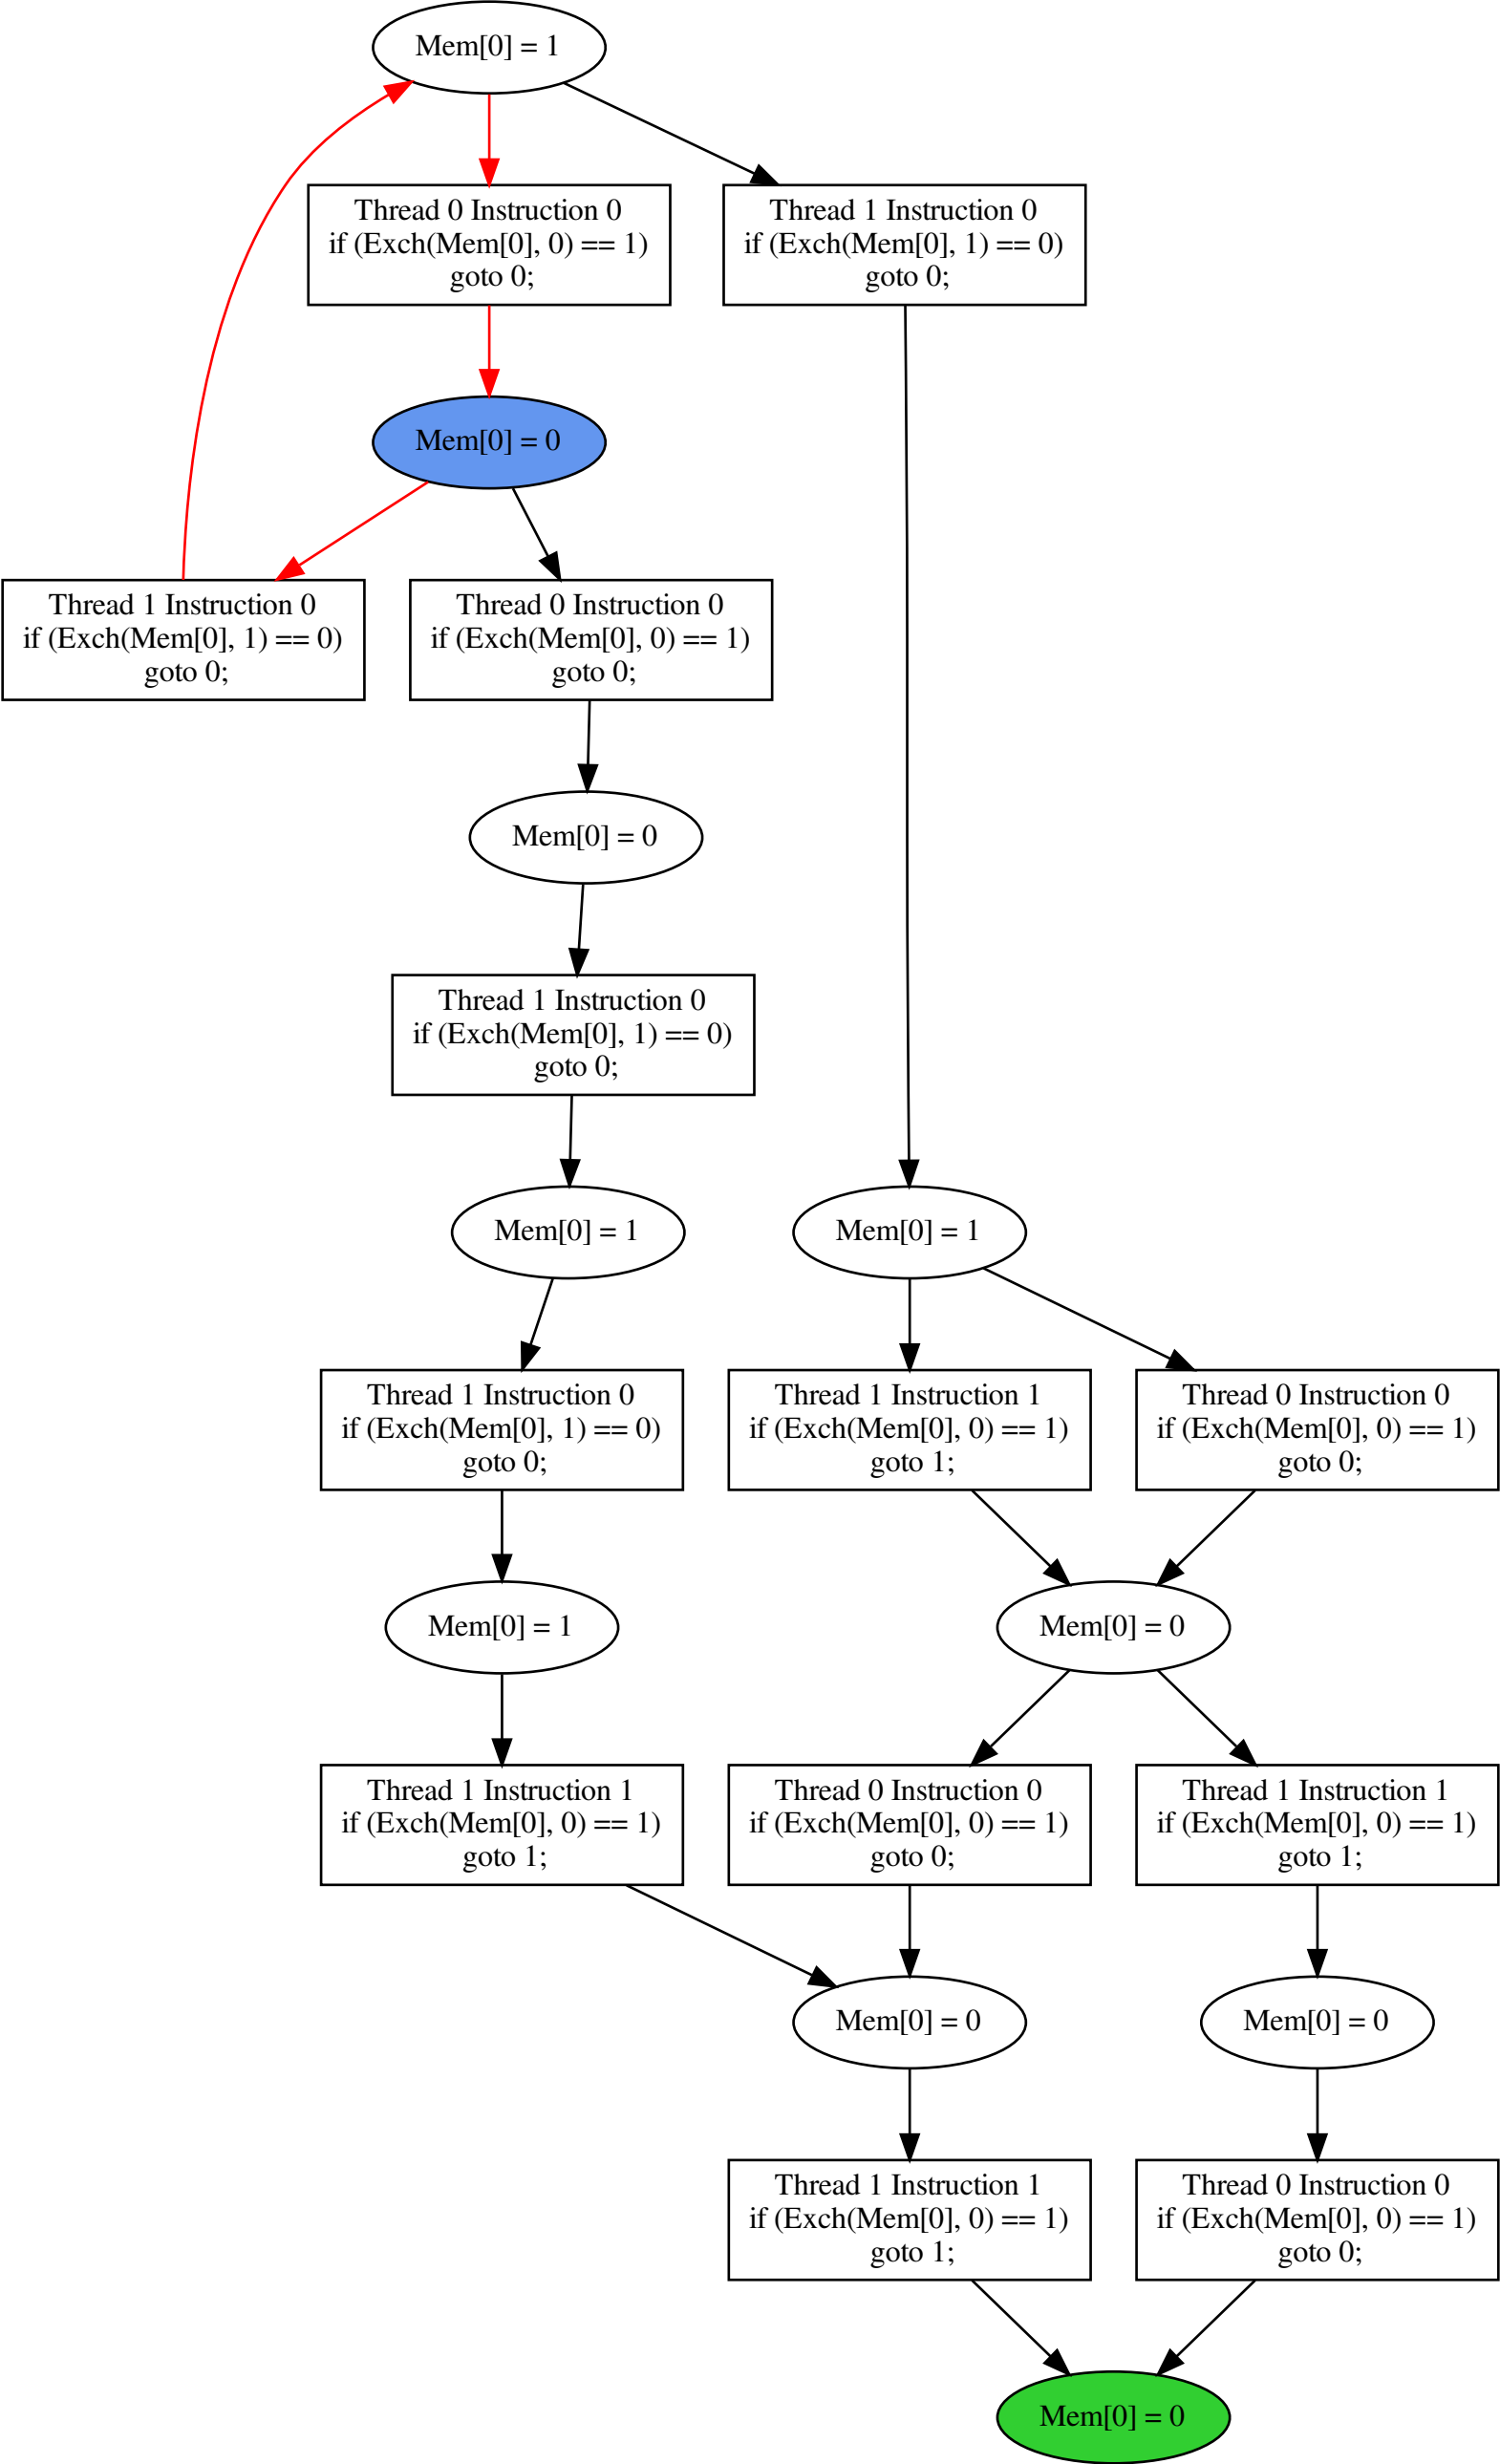 Mem[0] = 1
Thread 0 Instruction 0
if (Exch(Mem[0], 0) == 1)
goto 0;
Thread 1 Instruction 0
if (Exch(Mem[0], 1) == 0)
goto 0;
Mem[0] = 0
Thread 1 Instruction 0
if (Exch(Mem[0], 1) == 0)
goto 0;
Thread 0 Instruction 0
if (Exch(Mem[0], 0) == 1)
goto 0;
Mem[0] = 0
Thread 1 Instruction 0
if (Exch(Mem[0], 1) == 0)
goto 0;
Mem[0] = 1
Mem[0] = 1
Thread 1 Instruction 0
if (Exch(Mem[0], 1) == 0)
goto 0;
Thread 1 Instruction 1
if (Exch(Mem[0], 0) == 1)
goto 1;
Thread 0 Instruction 0
if (Exch(Mem[0], 0) == 1)
goto 0;
Mem[0] = 1
Mem[0] = 0
Thread 1 Instruction 1
if (Exch(Mem[0], 0) == 1)
goto 1;
Thread 0 Instruction 0
if (Exch(Mem[0], 0) == 1)
goto 0;
Thread 1 Instruction 1
if (Exch(Mem[0], 0) == 1)
goto 1;
Mem[0] = 0
Mem[0] = 0
Thread 1 Instruction 1
if (Exch(Mem[0], 0) == 1)
goto 1;
Thread 0 Instruction 0
if (Exch(Mem[0], 0) == 1)
goto 0;
Mem[0] = 0